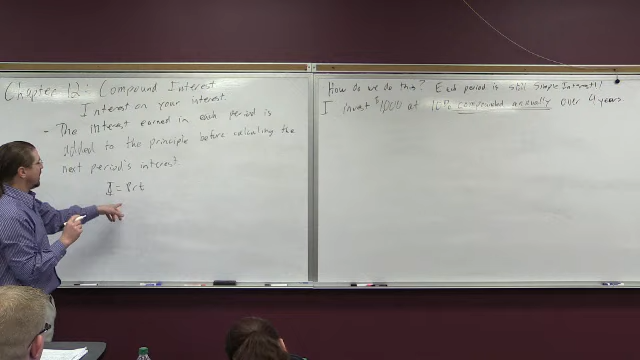 Chapter 12: Compound Interest
Interest on your interest.
- The Interest earned in each period is
added to the principle before calculating the
next period's interest.
I = Prt
How do we do this? Each period is still Simple Interest!
I invest $1000 at 10% compounded annually over 4 years.